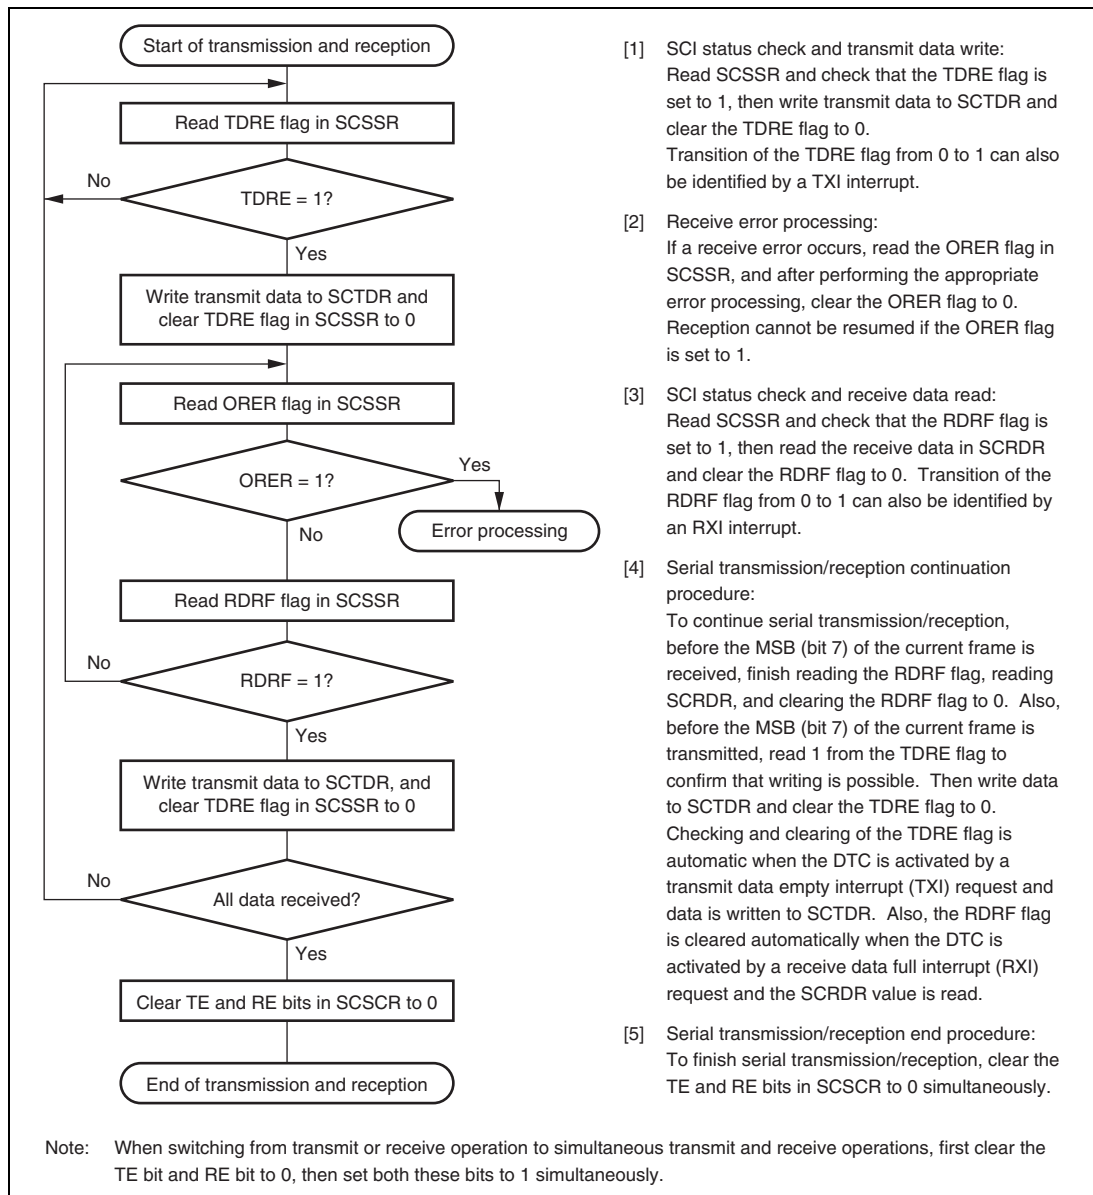 Start of transmission and reception
Read TDRE flag in SCSSR
No
TDRE = 1?
Yes
Write transmit data to SCTDR and
clear TDRE flag in SCSSR to 0
Read ORER flag in SCSSR
ORER = 1?
Yes
Error processing
No
Read RDRF flag in SCSSR
No
RDRF = 1?
Yes
Write transmit data to SCTDR, and
clear TDRE flag in SCSSR to 0
No
All data received?
Yes
Clear TE and RE bits in SCSCR to 0
End of transmission and reception
[1] SCI status check and transmit data write:
Read SCSSR and check that the TDRE flag is
set to 1, then write transmit data to SCTDR and
clear the TDRE flag to 0.
Transition of the TDRE flag from 0 to 1 can also
be identified by a TXI interrupt.
[2] Receive error processing:
If a receive error occurs, read the ORER flag in
SCSSR, and after performing the appropriate
error processing, clear the ORER flag to 0.
Reception cannot be resumed if the ORER flag
is set to 1.
[3] SCI status check and receive data read:
Read SCSSR and check that the RDRF flag is
set to 1, then read the receive data in SCRDR
and clear the RDRF flag to 0. Transition of the
RDRF flag from 0 to 1 can also be identified by
an RXI interrupt.
[4] Serial transmission/reception continuation
procedure:
To continue serial transmission/reception,
before the MSB (bit 7) of the current frame is
received, finish reading the RDRF flag, reading
SCRDR, and clearing the RDRF flag to 0. Also,
before the MSB (bit 7) of the current frame is
transmitted, read 1 from the TDRE flag to
confirm that writing is possible. Then write data
to SCTDR and clear the TDRE flag to 0.
Checking and clearing of the TDRE flag is
automatic when the DTC is activated by a
transmit data empty interrupt (TXI) request and
data is written to SCTDR. Also, the RDRF flag
is cleared automatically when the DTC is
activated by a receive data full interrupt (RXI)
request and the SCRDR value is read.
[5] Serial transmission/reception end procedure:
To finish serial transmission/reception, clear the
TE and RE bits in SCSCR to 0 simultaneously.
Note: When switching from transmit or receive operation to simultaneous transmit and receive operations, first clear the
TE bit and RE bit to 0, then set both these bits to 1 simultaneously.